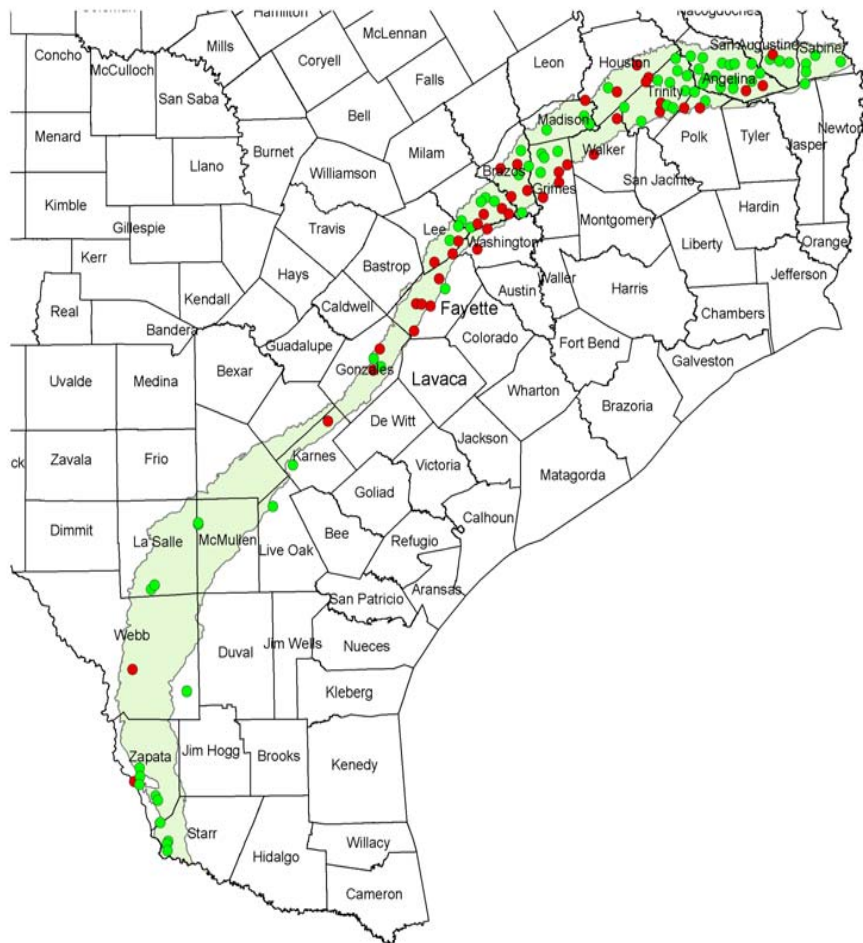 Hamilton
McLennan
Nacogdoches
Concho
Mills
Coryell
Leon
Houston
San Augustine
Sabine
McCulloch
Falls
Angelina
San Saba
Trinity
Bell
Madison
Menard
Burnet
Milam
Walker
Polk
Tyler
Newton
Llano
Jasper
Williamson
Brazos
San Jacinto
Kimble
Grimes
Hardin
Gillespie
Travis
Lee
Montgomery
Washington
Liberty
Orange
Kerr
Hays
Bastrop
Waller
Jefferson
Kendall
Austin
Harris
Real
Caldwell
Fayette
Chambers
Bandera
Guadalupe
Colorado
Fort Bend
Galveston
Uvalde
Medina
Bexar
Gonzales
Lavaca
Wharton
Brazoria
De Witt
Jackson
ck
Zavala
Frio
Karnes
Victoria
Matagorda
Goliad
Calhoun
Dimmit
La Salle
McMullen
Live Oak
Bee
Refugio
Aransas
San Patricio
Webb
Duval
Jim Wells
Nueces
Kleberg
Zapata
Jim Hogg
Brooks
Kenedy
Starr
Willacy
Hidalgo
Cameron